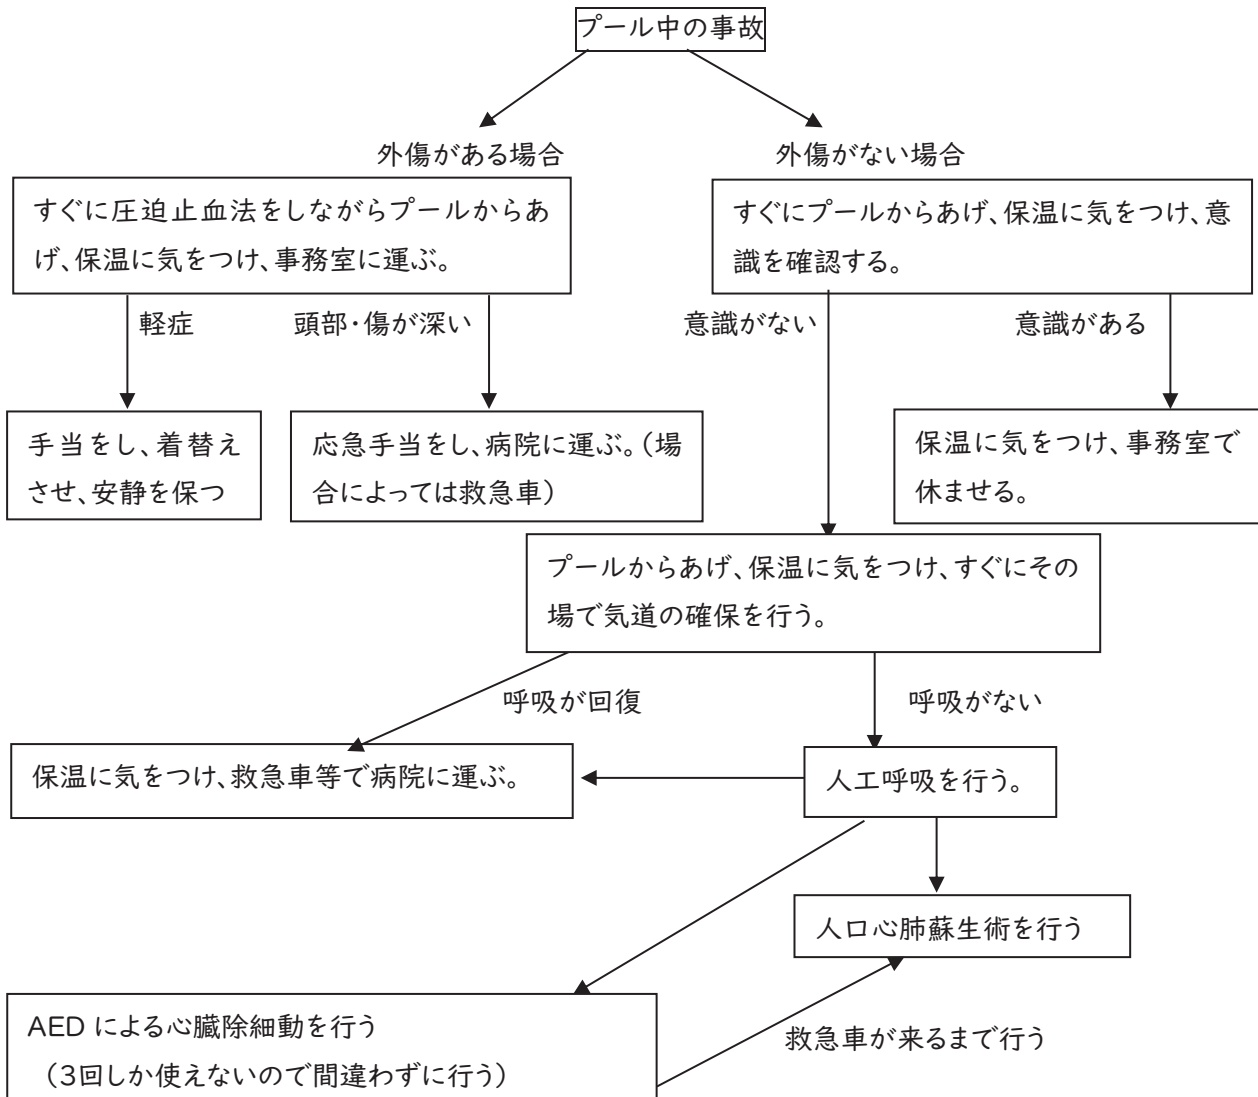 プール中の事故
外傷がある場合
外傷がない場合
すぐに圧迫止血法をしながらプールからあ
げ、保温に気をつけ、事務室に運ぶ。
すぐにプールからあげ、保温に気をつけ、意
識を確認する。
軽症
頭部・傷が深い
意識がない
意識がある
手当をし、着替え
させ、安静を保つ
応急手当をし、病院に運ぶ。（場
合によっては救急車）
保温に気をつけ、事務室で
休ませる。
プールからあげ、保温に気をつけ、すぐにその
場で気道の確保を行う。
呼吸が回復
呼吸がない
保温に気をつけ、救急車等で病院に運ぶ。
人工呼吸を行う。
人口心肺蘇生術を行う
AED による心臓除細動を行う
（3回しか使えないので間違わずに行う）
救急車が来るまで行う